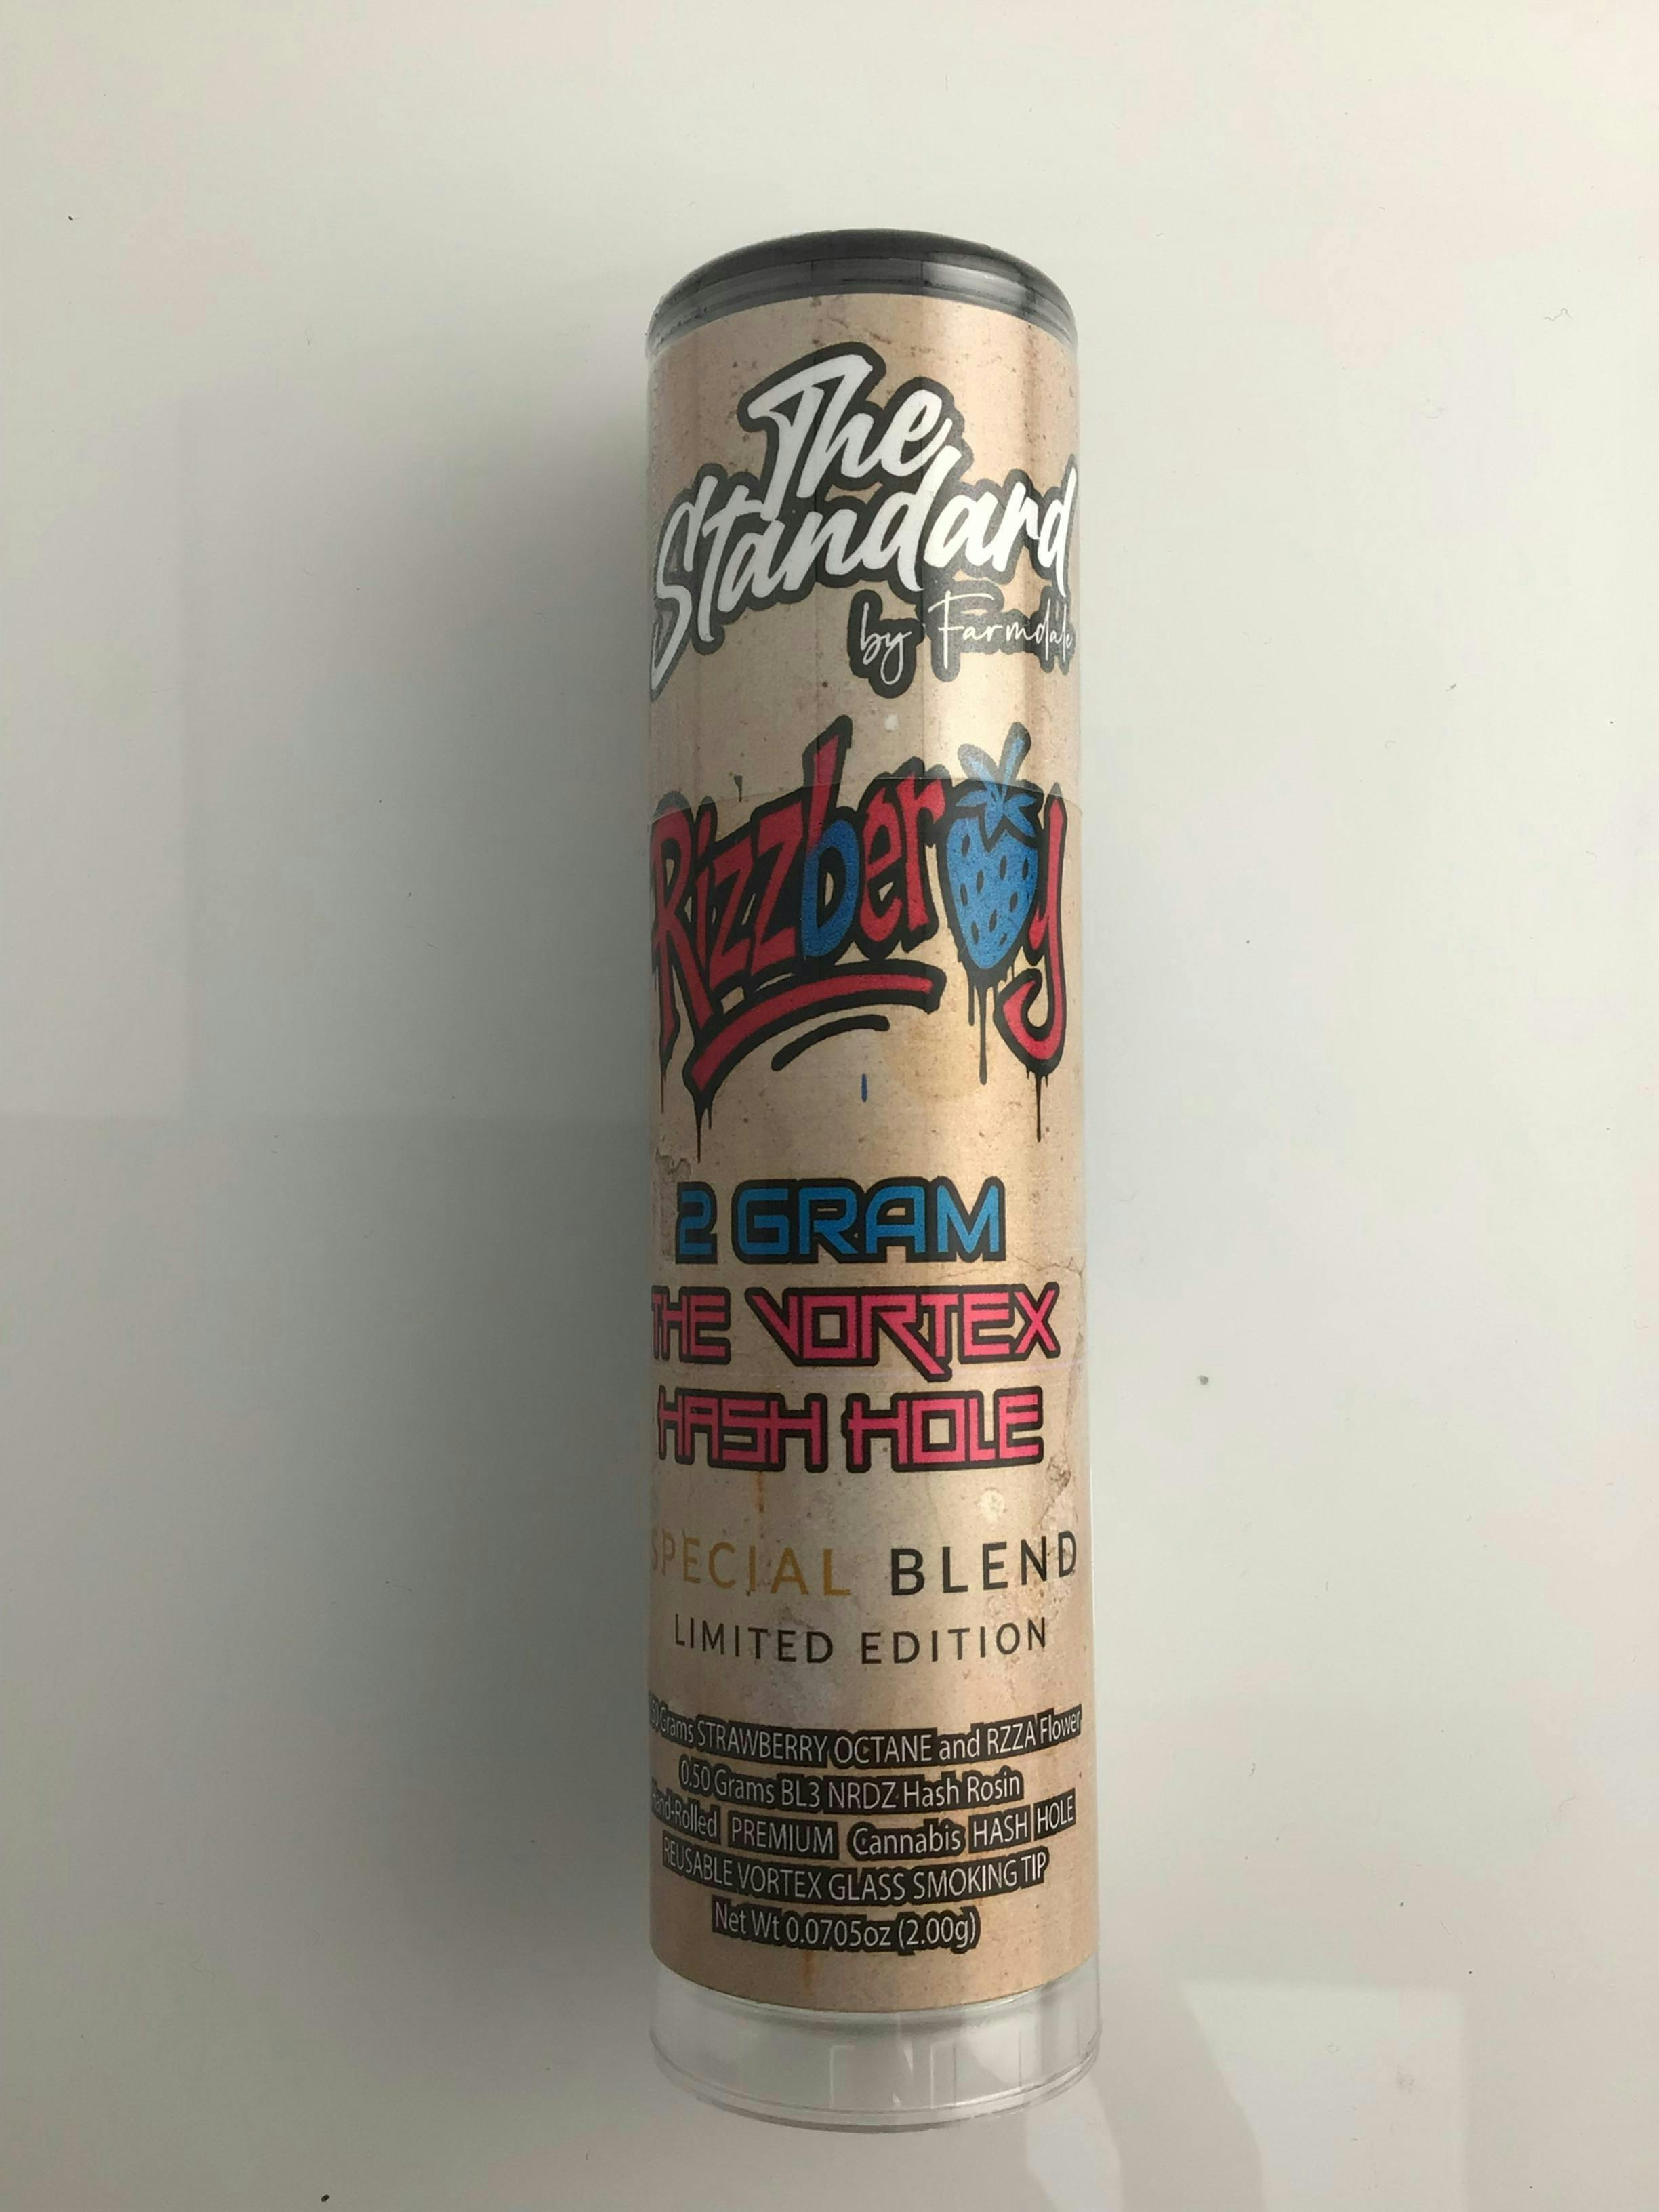 The
Standard
by Farmdale
Rizzberry
2 GRAM
THE VORTEX
HASH HOLE
SPECIAL BLEND
LIMITED EDITION
Grams STRAWBERRY OCTANE and RZZA Flower
0.50 Grams BL3 NRDZ Hash Rosin
Hand-Rolled PREMIUM Cannabis HASH HOLE
REUSABLE VORTEX GLASS SMOKING TIP
Net Wt 0.0705oz (2.00g)